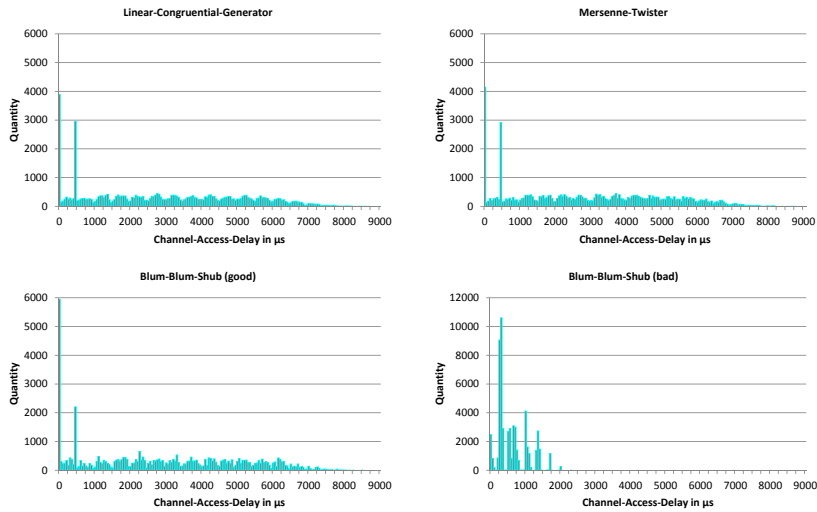 Linear-Congruential-Generator
6000
5000
4000
3000
2000
1000
0
Quantity
0 1000 2000 3000 4000 5000 6000 7000 8000 9000
Channel-Access-Delay in µs
Mersenne-Twister
6000
5000
4000
3000
2000
1000
0
Quantity
0 1000 2000 3000 4000 5000 6000 7000 8000 9000
Channel-Access-Delay in µs
Blum-Blum-Shub (good)
6000
5000
4000
3000
2000
1000
0
Quantity
0 1000 2000 3000 4000 5000 6000 7000 8000 9000
Channel-Access-Delay in µs
Blum-Blum-Shub (bad)
12000
10000
8000
6000
4000
2000
0
Quantity
0 1000 2000 3000 4000 5000 6000 7000 8000 9000
Channel-Access-Delay in µs